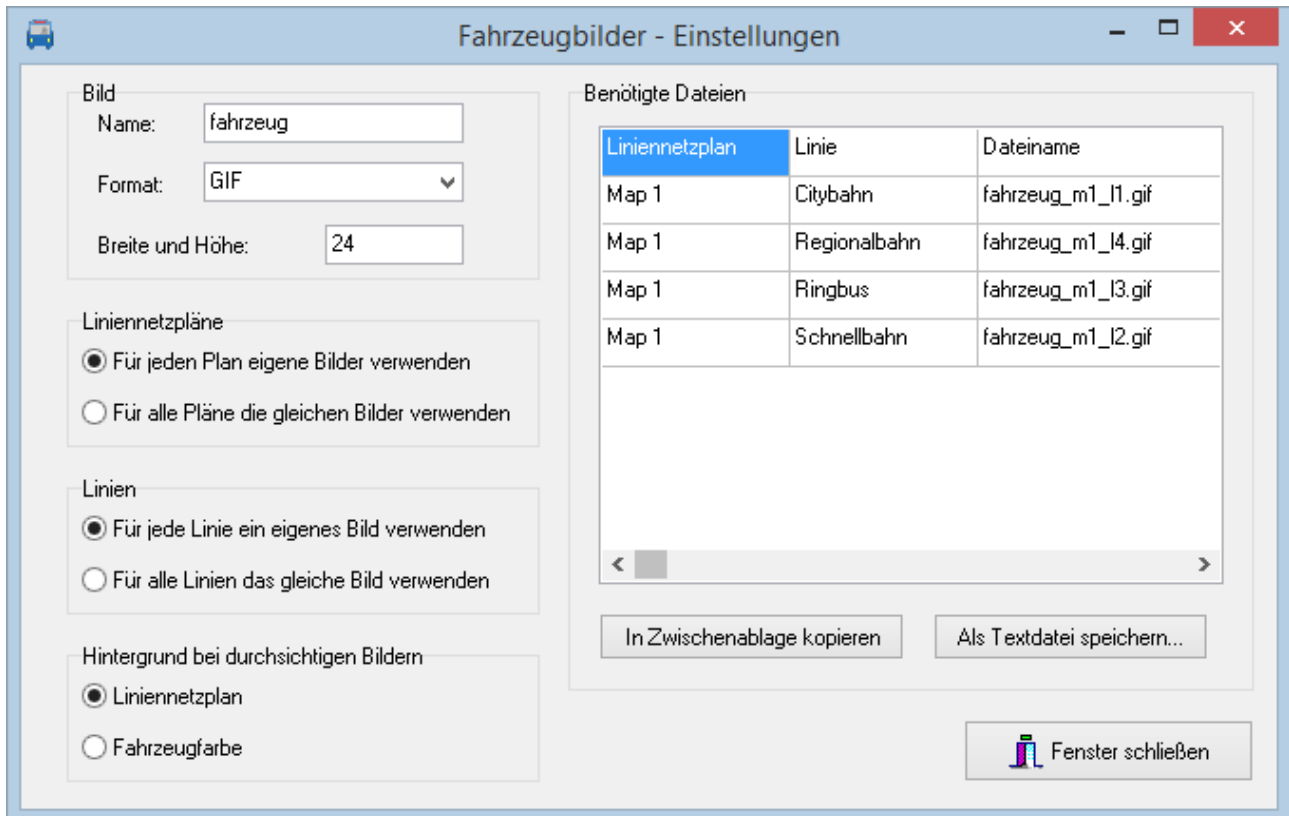 Fahrzeugbilder - Einstellungen
Bild
Name: fahrzeug
Format: GIF
Breite und Höhe: 24
Liniennetzpläne
Für jeden Plan eigene Bilder verwenden
Für alle Pläne die gleichen Bilder verwenden
Linien
Für jede Linie ein eigenes Bild verwenden
Für alle Linien das gleiche Bild verwenden
Hintergrund bei durchsichtigen Bildern
Liniennetzplan
Fahrzeugfarbe
Benötigte Dateien
Liniennetzplan Linie Dateiname
Map 1 Citybahn fahrzeug_m1_l1.gif
Map 1 Regionalbahn fahrzeug_m1_l4.gif
Map 1 Ringbus fahrzeug_m1_l3.gif
Map 1 Schnellbahn fahrzeug_m1_l2.gif
In Zwischenablage kopieren Als Textdatei speichern...
Fenster schließen